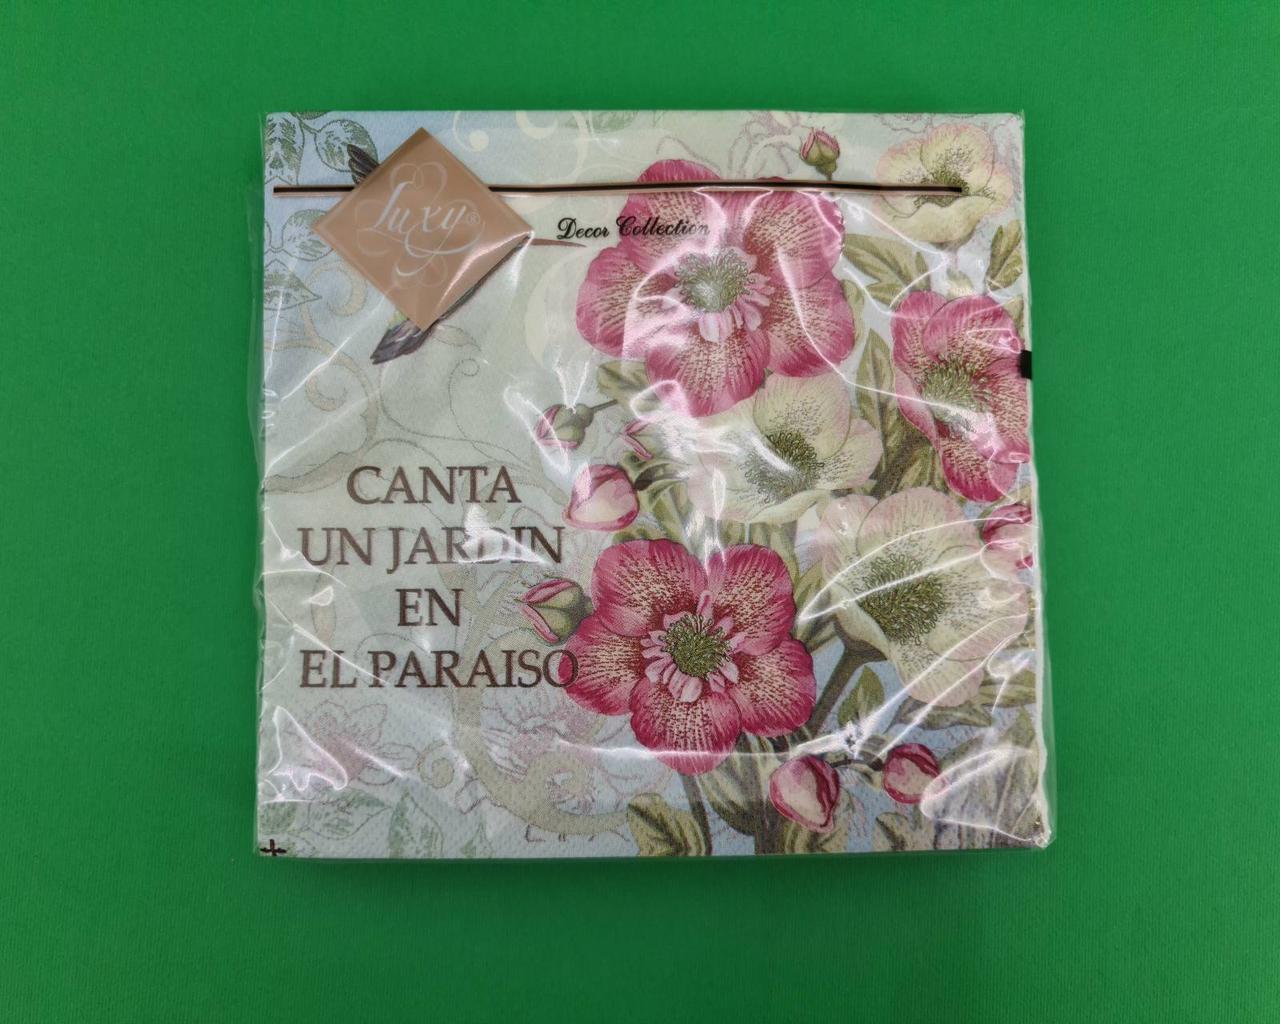 Luxy®
Decor Collection
CANTA
UN JARDIN
EN
EL PARAISO